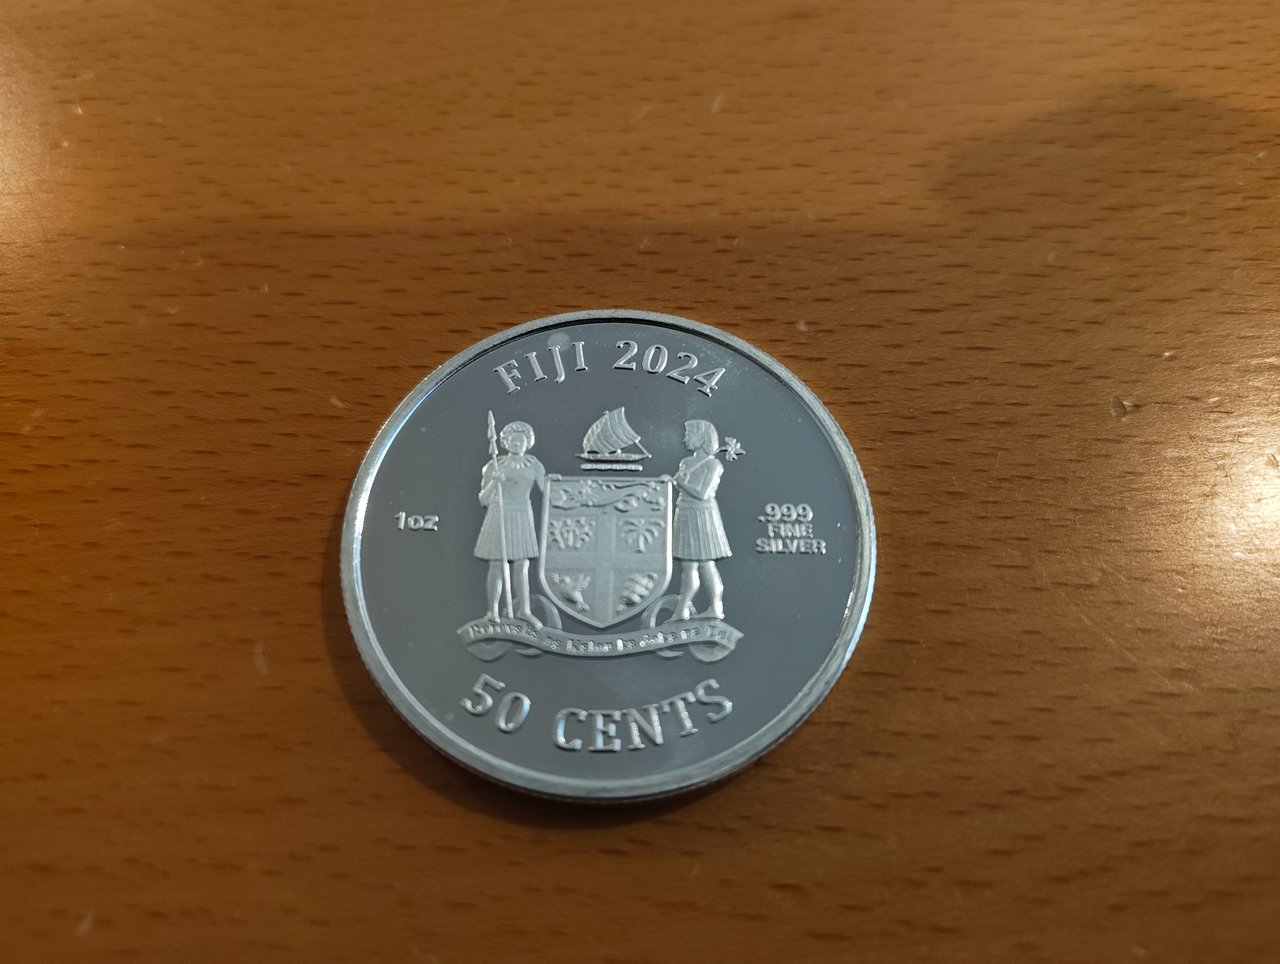 FIJI 2024
1oz
.999
FINE
SILVER
50 CENTS